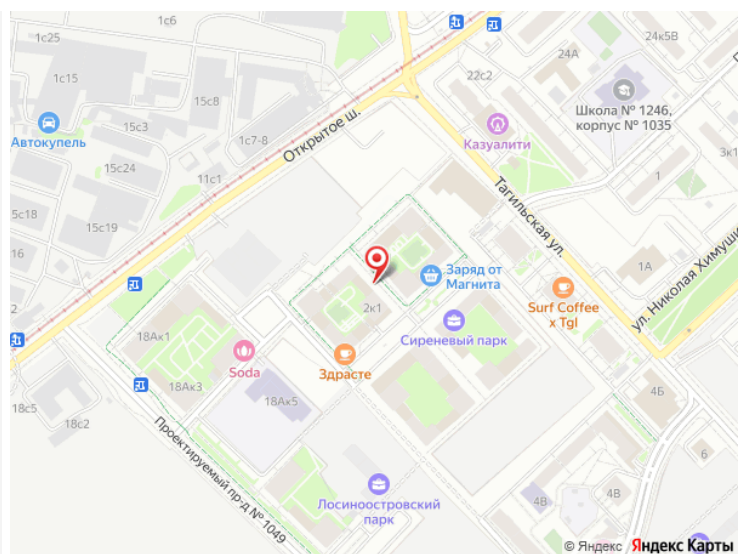 1с6
1с25
1с15
24к5В
24А
22с2
Школа № 1246,
корпус № 1035
15с8
Автокупель
15с3
1с7-8
Открытое ш.
Казуалити
3к1
15с24
11с1
1
15с18
15с19
Тагильская ул.
16
1А
ул. Николая Химуши
Заряд от
Магнита
2к1
Surf Coffee
x Tgl
18Ак1
Сиреневый парк
Soda
Здрасте
18Ак3
4Б
18Ак5
18с5
18с2
Проектируемый пр-д № 1049
6
Лосиноостровский
парк
4В
4В
© Яндекс Яндекс Карты